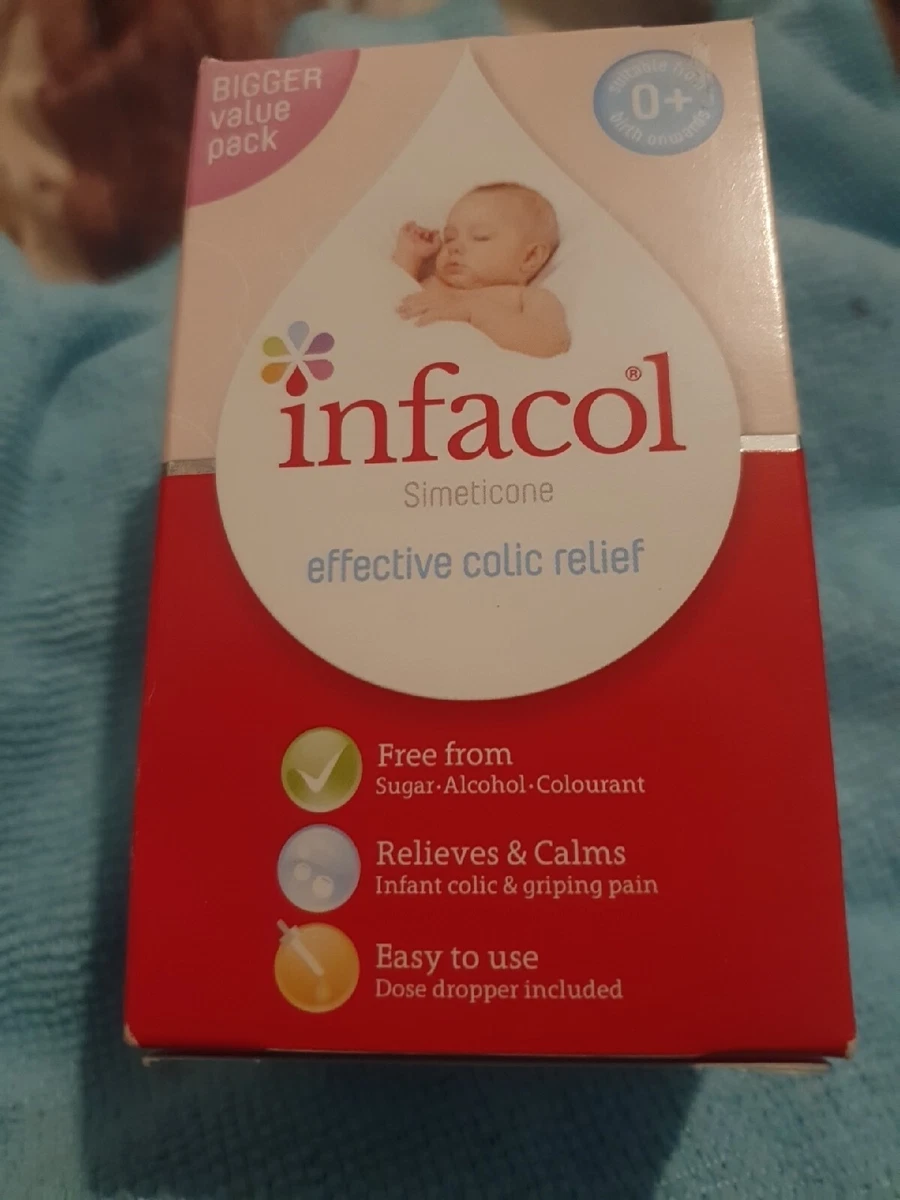 BIGGER
value
pack
suitable from
0+
birth onwards
infacol®
Simeticone
effective colic relief
Free from
Sugar·Alcohol·Colourant
Relieves & Calms
Infant colic & griping pain
Easy to use
Dose dropper included